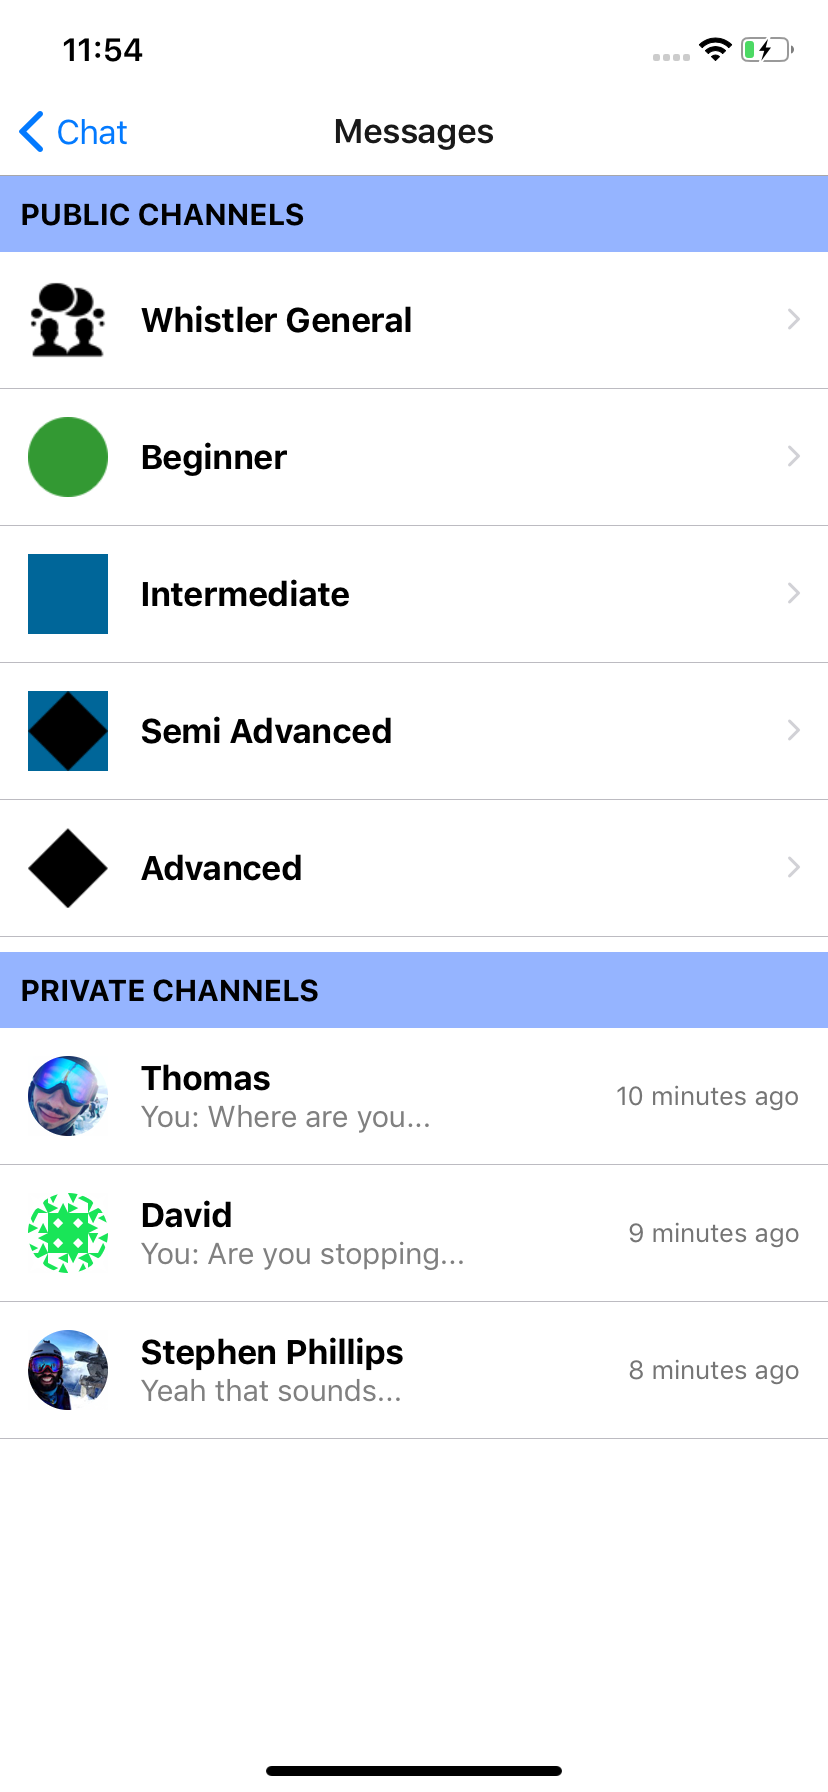 11:54
Chat
Messages
PUBLIC CHANNELS
Whistler General
Beginner
Intermediate
Semi Advanced
Advanced
PRIVATE CHANNELS
Thomas
You: Where are you...
10 minutes ago
David
You: Are you stopping...
9 minutes ago
Stephen Phillips
Yeah that sounds...
8 minutes ago